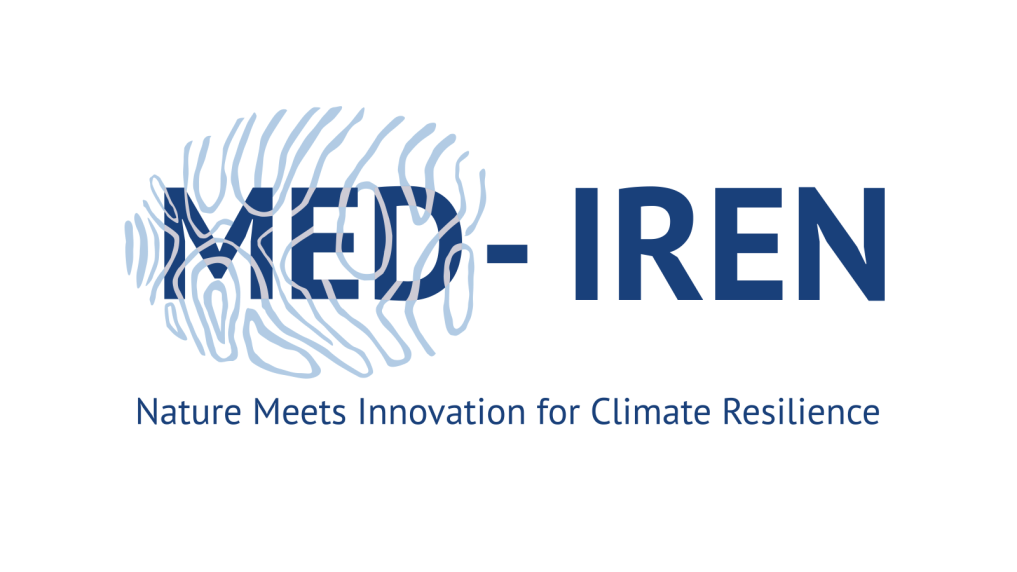 MED - IREN
Nature Meets Innovation for Climate Resilience